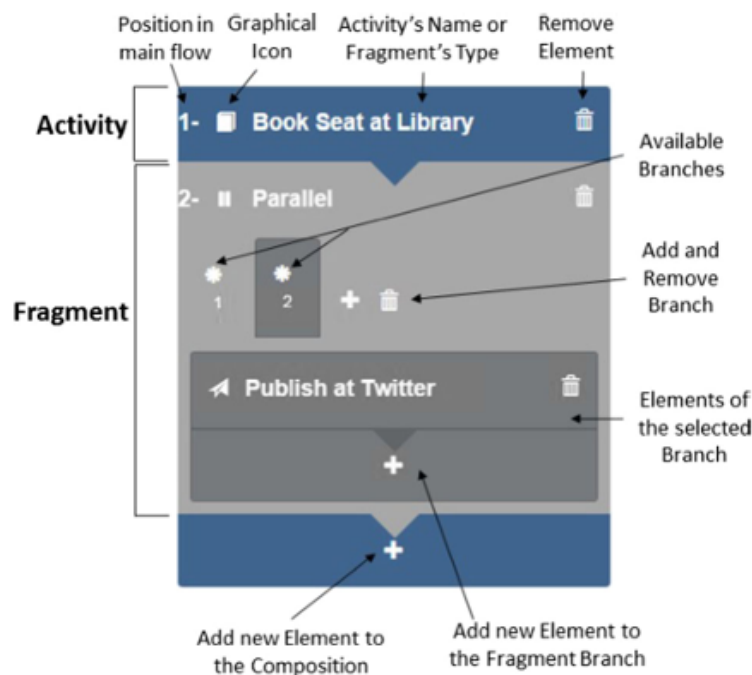 Position in
main flow
Graphical
Icon
Activity's Name or
Fragment's Type
Remove
Element
Activity
1- Book Seat at Library
Available
Branches
2- Parallel
1
2
Add and
Remove
Branch
Fragment
Publish at Twitter
Elements of
the selected
Branch
Add new Element to
the Composition
Add new Element to
the Fragment Branch